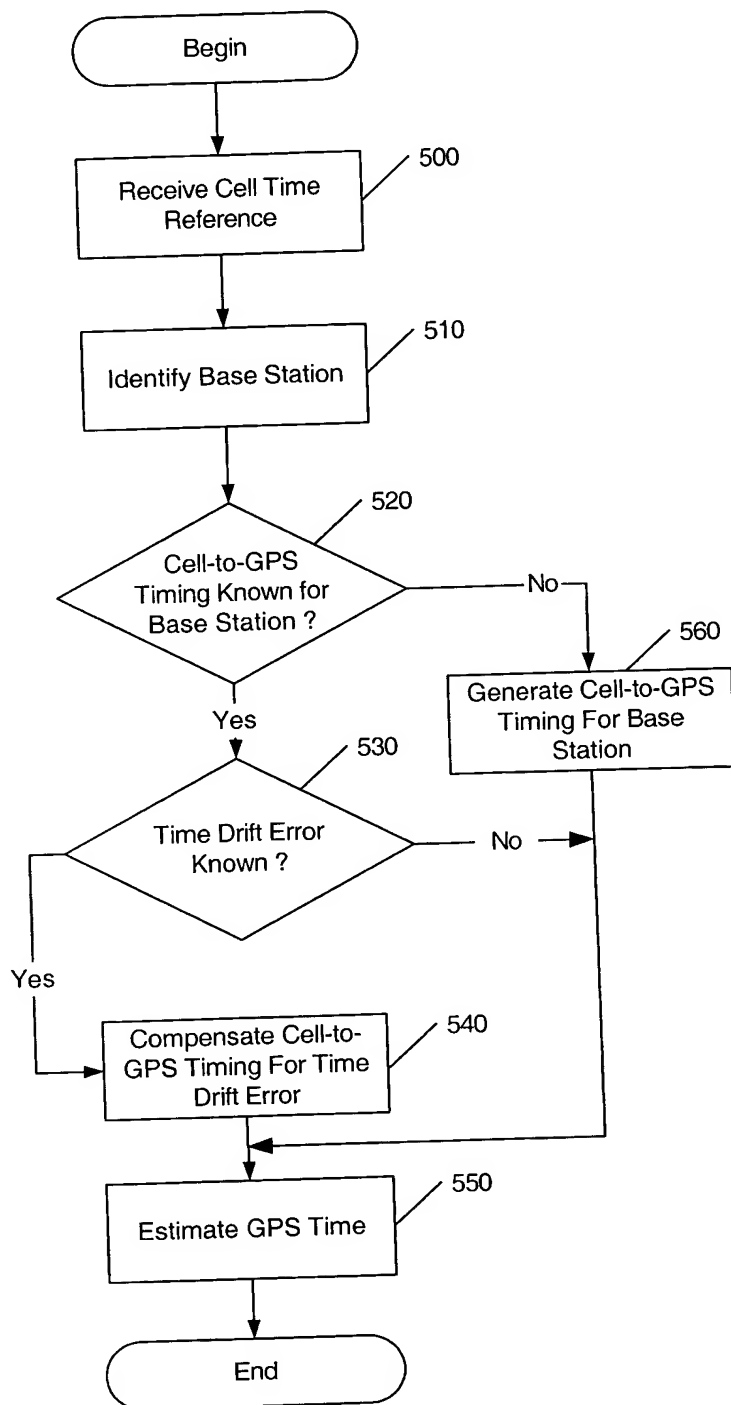 Begin
500
Receive Cell Time
Reference
510
Identify Base Station
520
Cell-to-GPS
Timing Known for
Base Station ?
No
560
Generate Cell-to-GPS
Timing For Base
Station
Yes
530
Time Drift Error
Known ?
No
Yes
540
Compensate Cell-to-
GPS Timing For Time
Drift Error
550
Estimate GPS Time
End